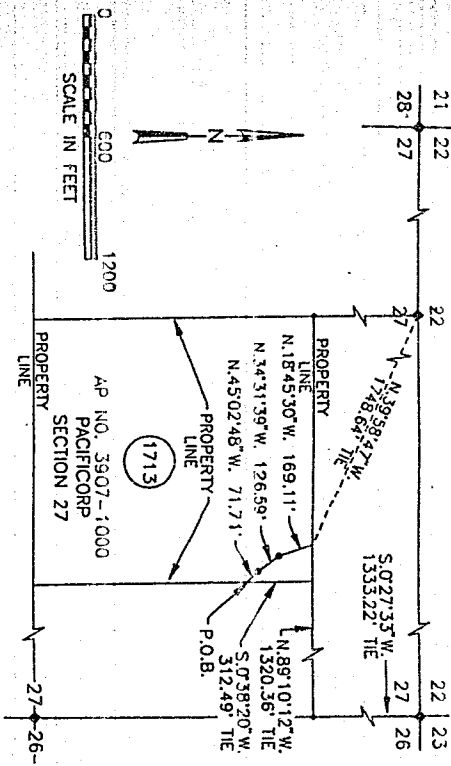 21 22
28 27
22
27
22 23
27 26
N.39°58'47"W.
1748.64' TIE
S.0°27'33"W.
1333.22' TIE
PROPERTY
LINE
N.18°45'30"W. 169.11'
N.34°31'39"W. 126.59'
N.45°02'48"W. 71.71'
N.89°10'12"W.
1320.36' TIE
S.0°38'20"W.
312.49' TIE
P.O.B.
PROPERTY
LINE
1713
AP NO. 3907-1000
PACIFICORP
SECTION 27
PROPERTY
LINE
27
26
N
0 600 1200
SCALE IN FEET